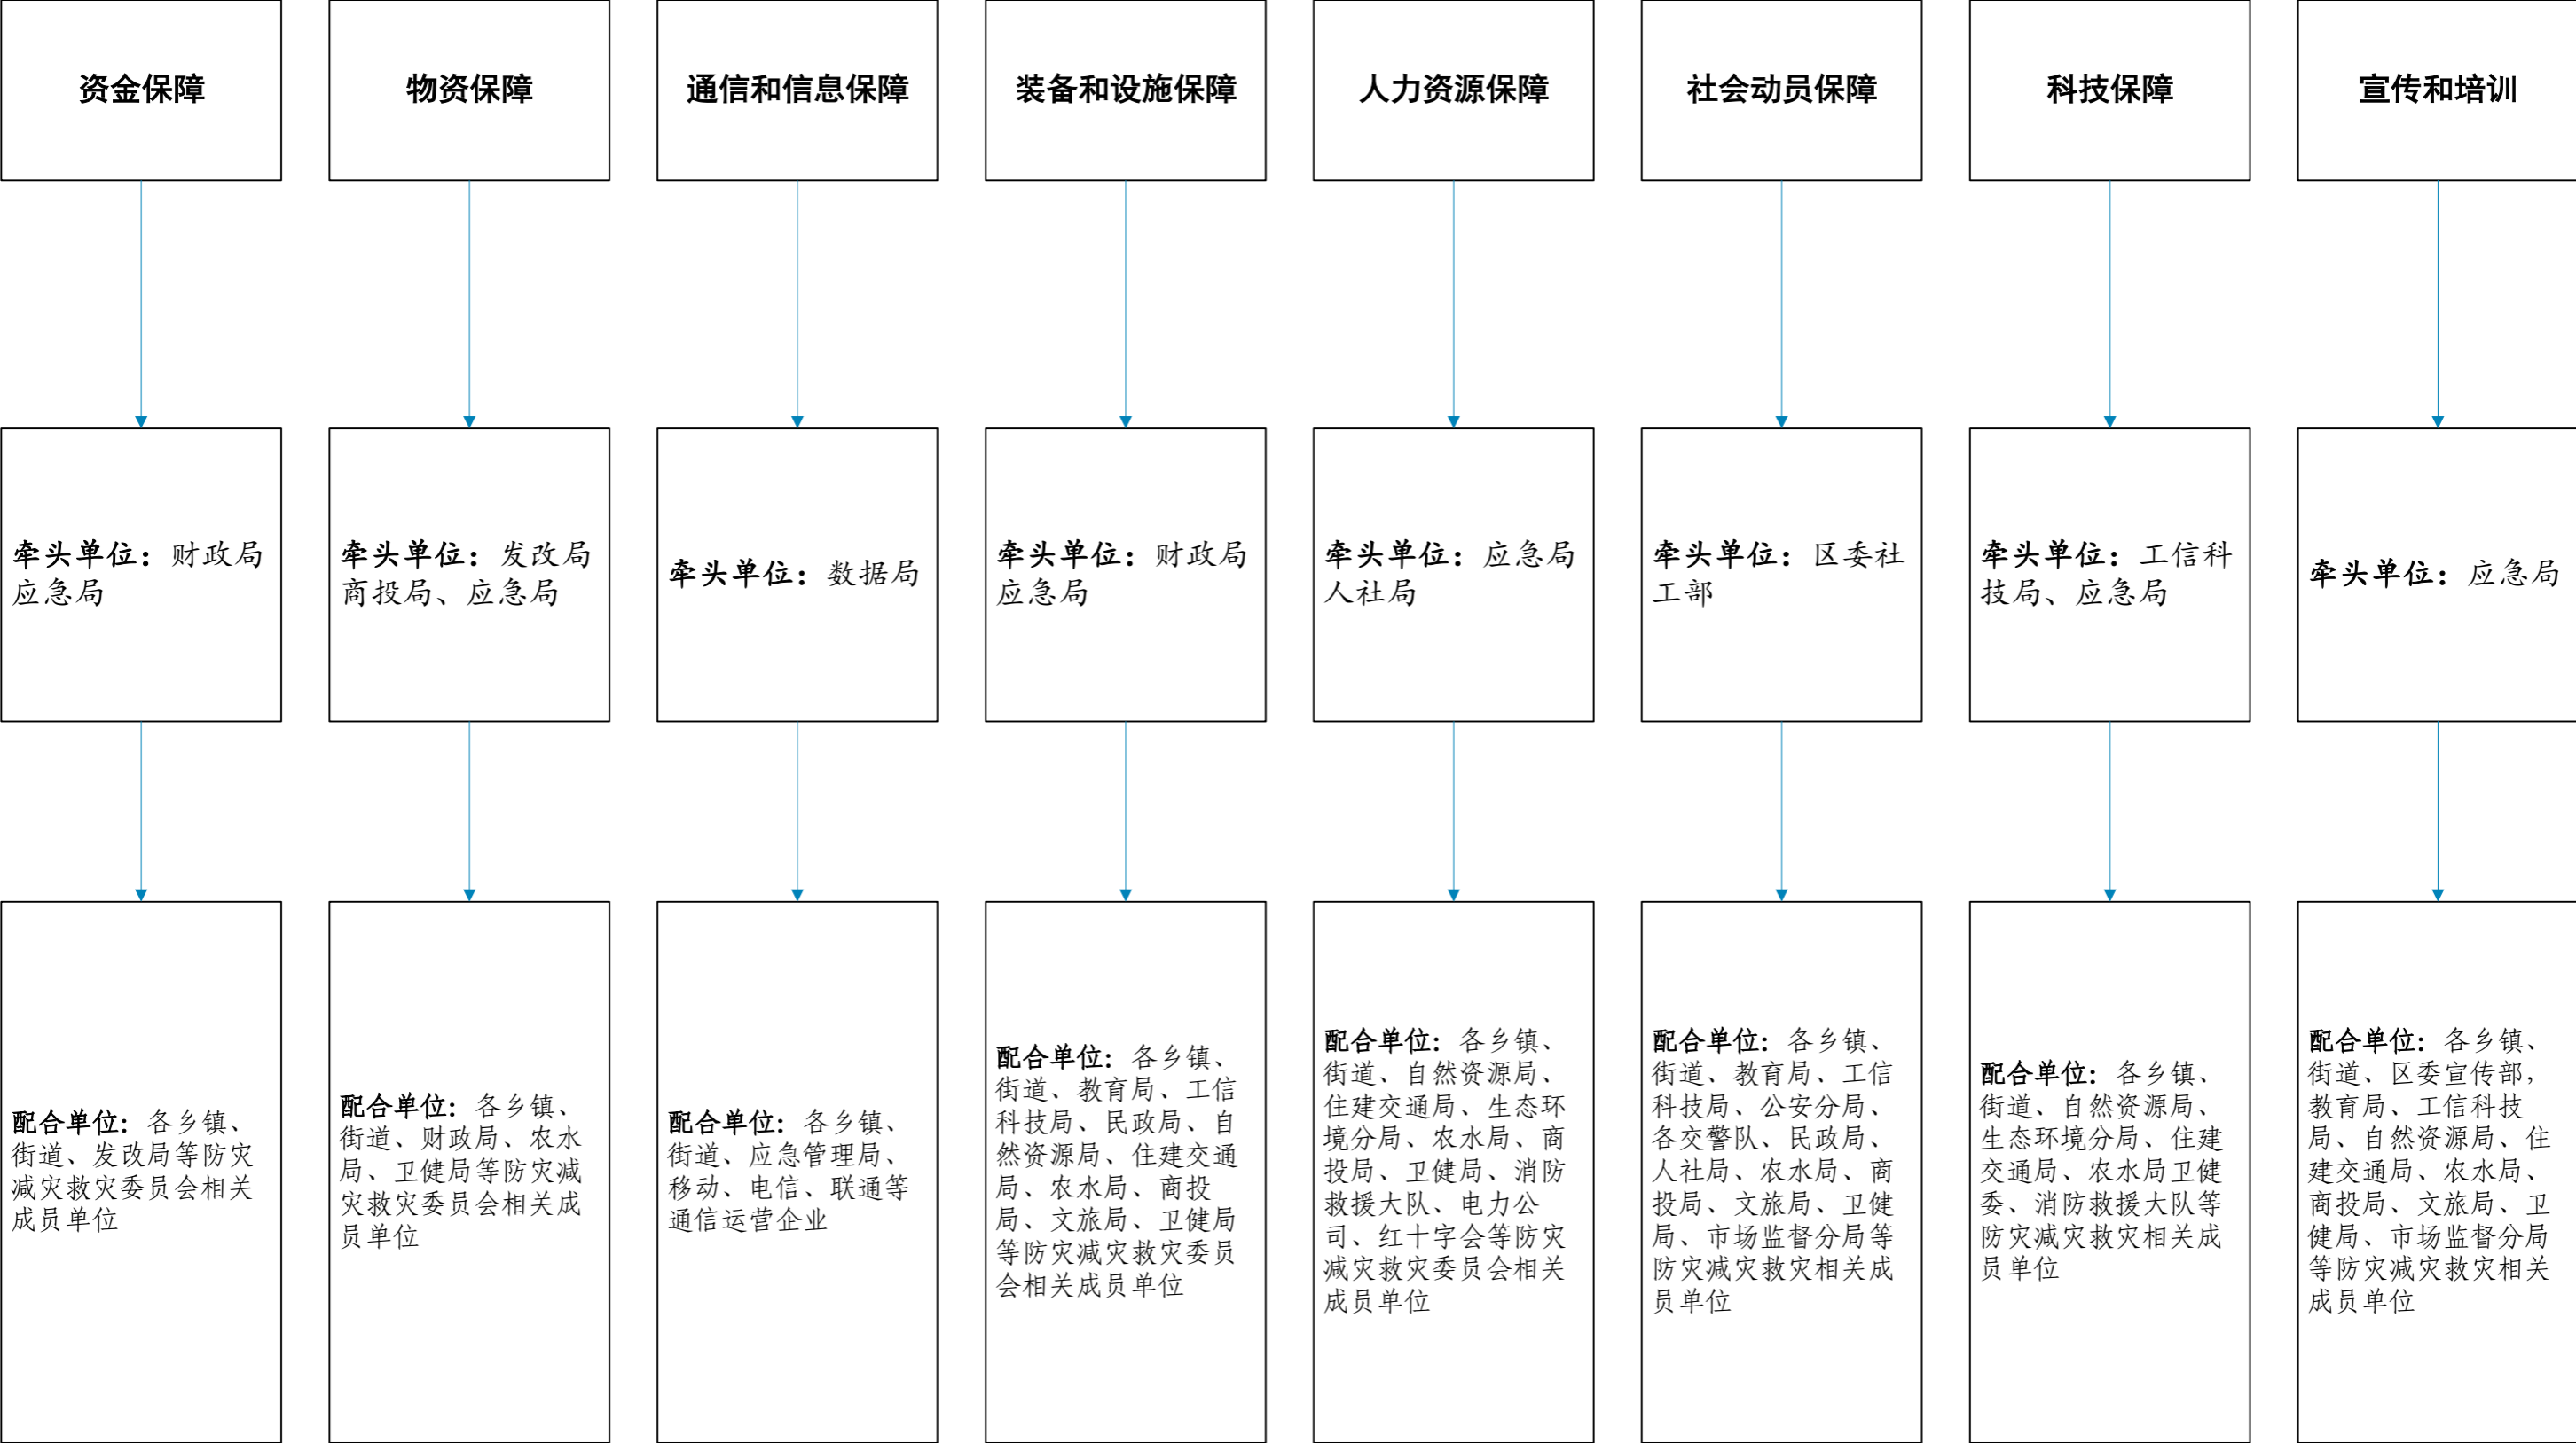 资金保障
物资保障
通信和信息保障
装备和设施保障
人力资源保障
社会动员保障
科技保障
宣传和培训
牵头单位：财政局
应急局
牵头单位：发改局
商投局、应急局
牵头单位：数据局
牵头单位：财政局
应急局
牵头单位：应急局
人社局
牵头单位：区委社
工部
牵头单位：工信科
技局、应急局
牵头单位：应急局
配合单位：各乡镇、
街道、发改局等防灾
减灾救灾委员会相关
成员单位
配合单位：各乡镇、
街道、财政局、农水
局、卫健局等防灾减
灾救灾委员会相关成
员单位
配合单位：各乡镇、
街道、应急管理局、
移动、电信、联通等
通信运营企业
配合单位：各乡镇、
街道、教育局、工信
科技局、民政局、自
然资源局、住建交通
局、农水局、商投
局、文旅局、卫健局
等防灾减灾救灾委员
会相关成员单位
配合单位：各乡镇、
街道、自然资源局、
住建交通局、生态环
境分局、农水局、商
投局、卫健局、消防
救援大队、电力公
司、红十字会等防灾
减灾救灾委员会相关
成员单位
配合单位：各乡镇、
街道、教育局、工信
科技局、公安分局、
各交警队、民政局、
人社局、农水局、商
投局、文旅局、卫健
局、市场监督分局等
防灾减灾救灾相关成
员单位
配合单位：各乡镇、
街道、自然资源局、
生态环境分局、住建
交通局、农水局卫健
委、消防救援大队等
防灾减灾救灾相关成
员单位
配合单位：各乡镇、
街道、区委宣传部，
教育局、工信科技
局、自然资源局、住
建交通局、农水局、
商投局、文旅局、卫
健局、市场监督分局
等防灾减灾救灾相关
成员单位